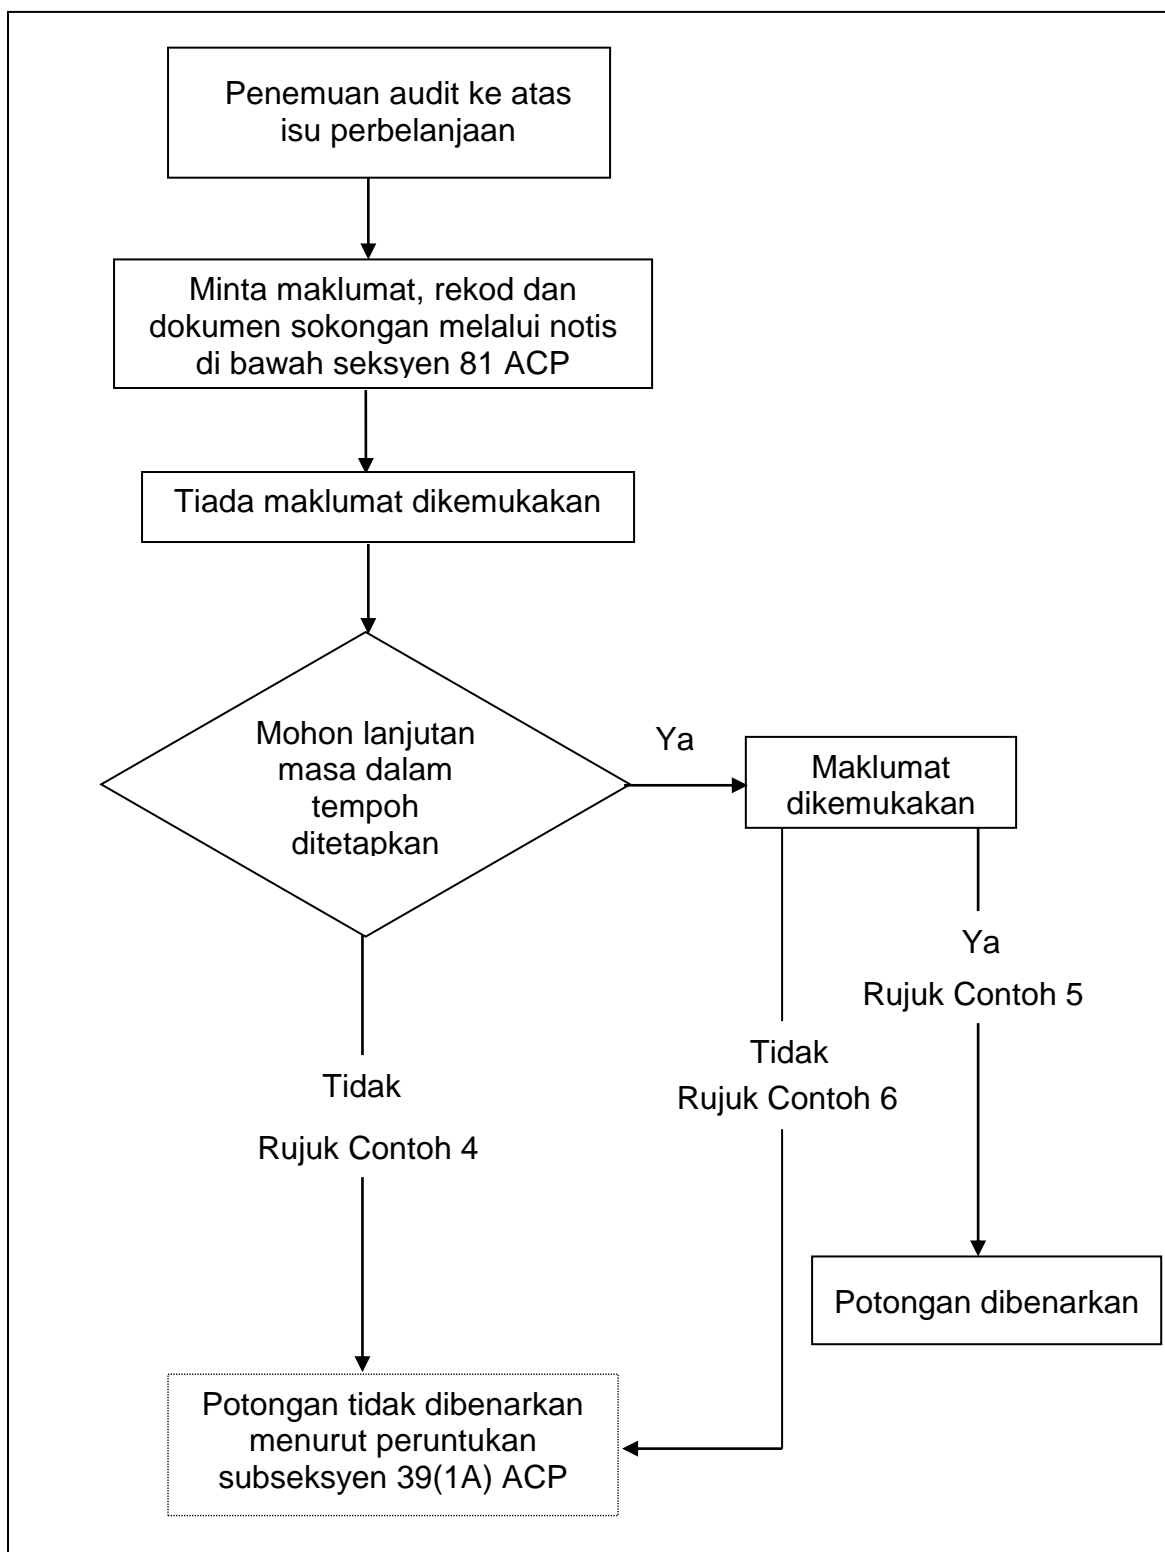 Penemuan audit ke atas
isu perbelanjaan
Minta maklumat, rekod dan
dokumen sokongan melalui notis
di bawah seksyen 81 ACP
Tiada maklumat dikemukakan
Mohon lanjutan
masa dalam
tempoh
ditetapkan
Ya
Maklumat
dikemukakan
Ya
Rujuk Contoh 5
Tidak
Rujuk Contoh 6
Tidak
Rujuk Contoh 4
Potongan dibenarkan
Potongan tidak dibenarkan
menurut peruntukan
subseksyen 39(1A) ACP